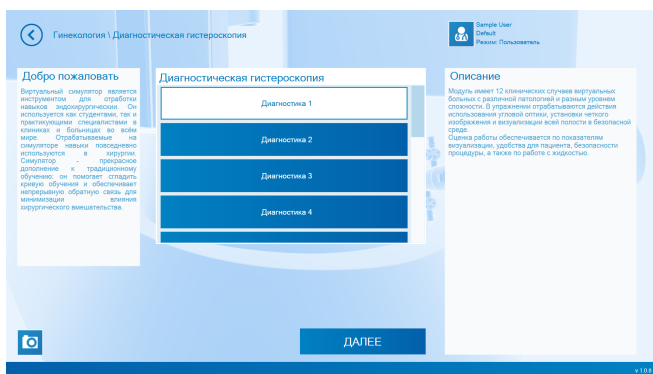 Гинекология \ Диагностическая гистероскопия
Sample User
Default
Режим: Пользователь
Добро пожаловать
Виртуальный симулятор является
инструментом для отработки
навыков эндохирургических. Он
используется как студентами, так и
практикующими специалистами в
клиниках и больницах во всём
мире. Отрабатываемые на
симуляторе навыки повседневно
используются в хирургии.
Симулятор - прекрасное
дополнение к традиционному
обучению: он помогает сгладить
кривую обучения и обеспечивает
непрерывную обратную связь для
минимизации влияния
хирургического вмешательства.
Диагностическая гистероскопия
Диагностика 1
Диагностика 2
Диагностика 3
Диагностика 4
Описание
Модуль имеет 12 клинических случаев виртуальных
больных с различной патологией и разным уровнем
сложности. В упражнении отрабатываются действия
использования угловой оптики, установки четкого
изображения и визуализации всей полости в безопасной
среде.
Оценка работы обеспечивается по показателям
визуализации, удобства для пациента, безопасности
процедуры, а также по работе с жидкостью.
ДАЛЕЕ
v 1.0.6